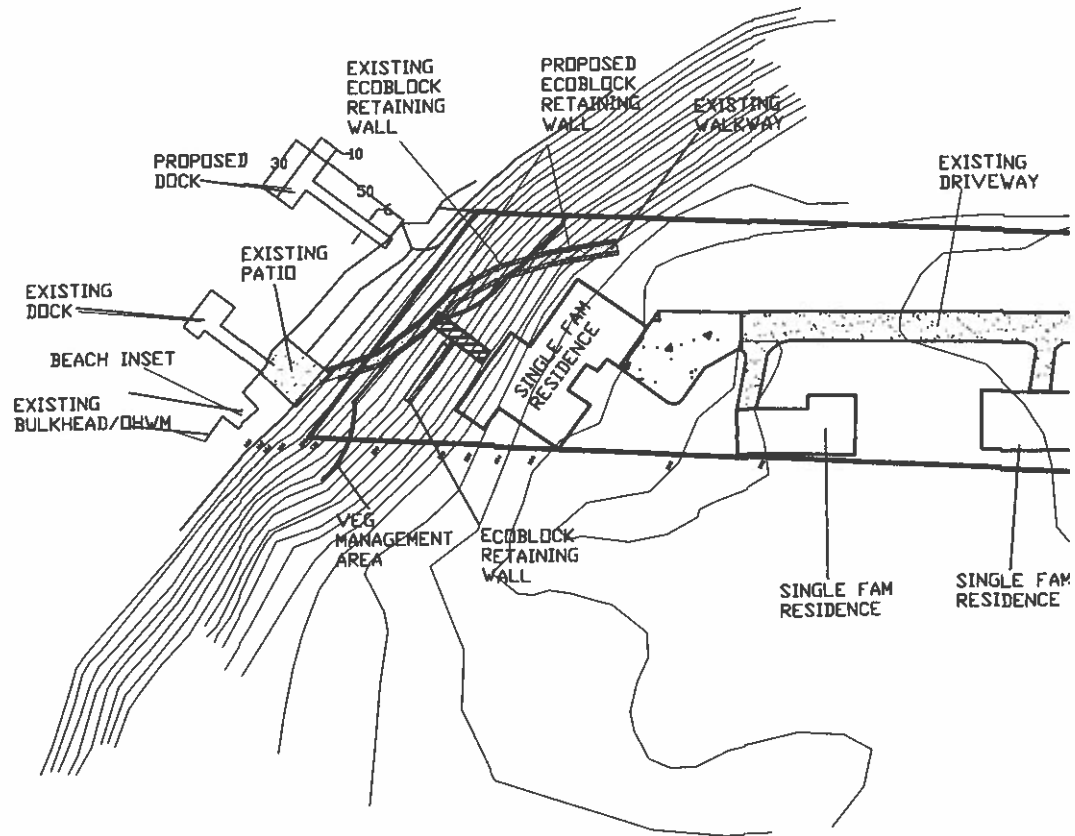 EXISTING
ECOBLOCK
RETAINING
WALL
PROPOSED
ECOBLOCK
RETAINING
WALL
EXISTING
WALKWAY
PROPOSED
DOCK
30
10
50
6
EXISTING
DRIVEWAY
EXISTING
PATIO
EXISTING
DOCK
BEACH INSET
EXISTING
BULKHEAD/OHWM
SINGLE FAM
RESIDENCE
VEG
MANAGEMENT
AREA
ECOBLOCK
RETAINING
WALL
SINGLE FAM
RESIDENCE
SINGLE FAM
RESIDENCE